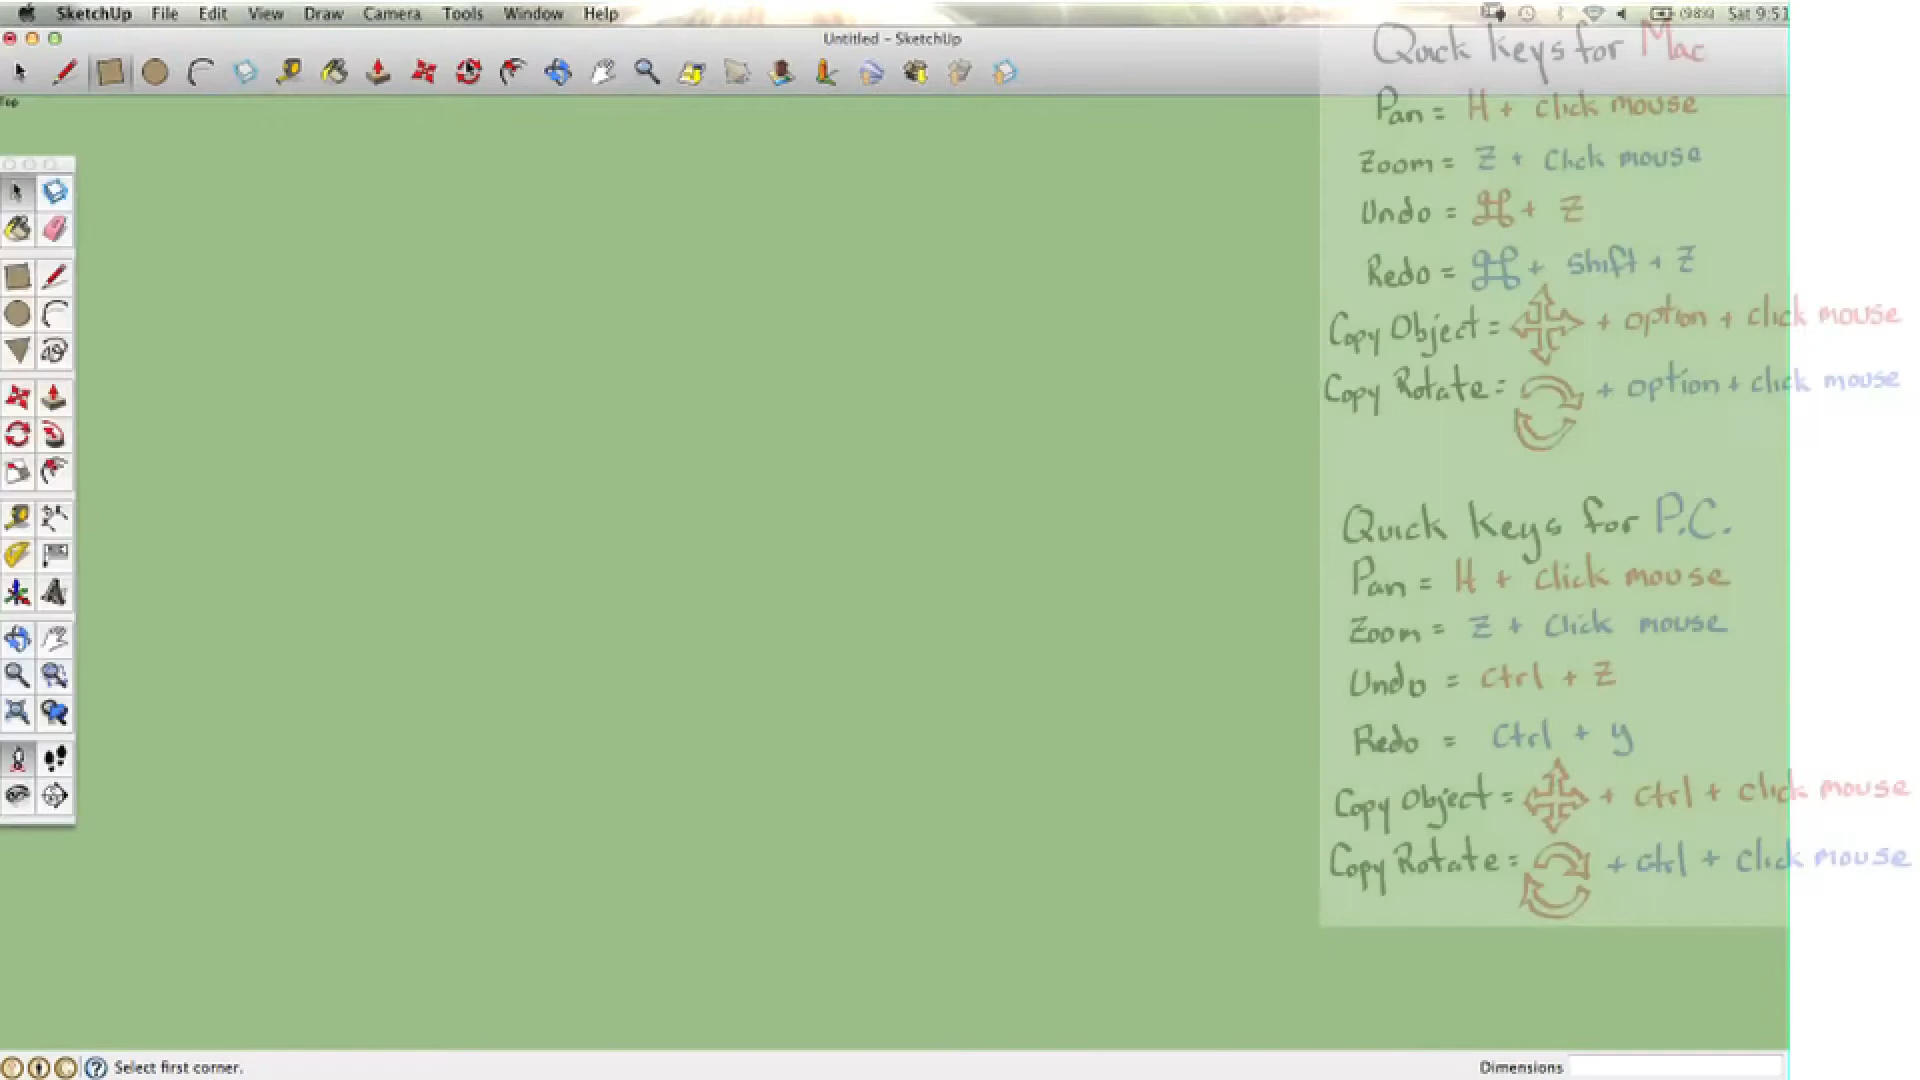 SketchUp File Edit View Draw Camera Tools Window Help (98%) Sat 9:51
Untitled – SketchUp
Top
Quick Keys for Mac
Pan = H + click mouse
Zoom = Z + Click mouse
Undo = ⌘ + Z
Redo = ⌘ + Shift + Z
Copy Object = + option + click mouse
Copy Rotate = + option + click mouse
Quick Keys for P.C.
Pan = H + click mouse
Zoom = Z + Click mouse
Undo = Ctrl + Z
Redo = Ctrl + y
Copy Object = + Ctrl + click mouse
Copy Rotate = + ctrl + click mouse
Select first corner. Dimensions